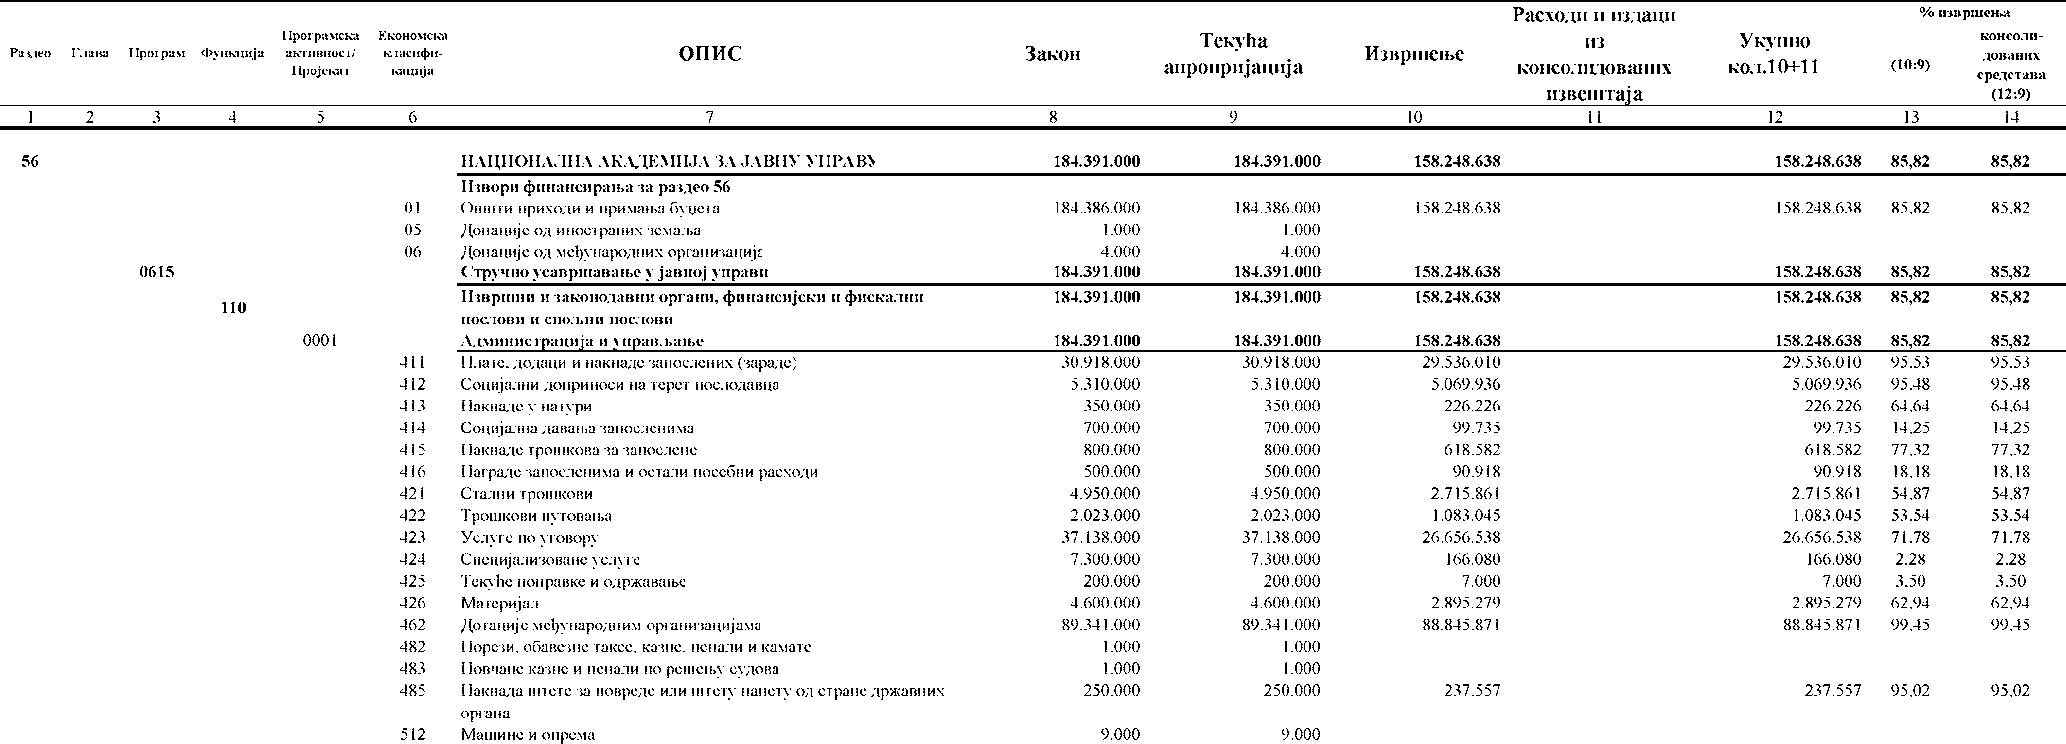 Раздео Глава Програм Функција Програмска активност/ Пројекат Економска класифи- кација ОПИС Закон Текућа апропријација Извршење Расходи и издаци из консолидованих извештаја Укупно кол.10+11 % извршења (10:9) консоли- дованих средстава (12:9)
1 2 3 4 5 6 7 8 9 10 11 12 13 14
56 НАЦИОНАЛНА АКАДЕМИЈА ЗА ЈАВНУ УПРАВУ 184.391.000 184.391.000 158.248.638 158.248.638 85,82 85,82
Извори финансирања за раздео 56
01 Општи приходи и примања буџета 184.386.000 184.386.000 158.248.638 158.248.638 85,82 85,82
05 Донације од иностраних земаља 1.000 1.000
06 Донације од међународних организација 4.000 4.000
0615 Стручно усавршавање у јавној управи 184.391.000 184.391.000 158.248.638 158.248.638 85,82 85,82
110 Извршни и законодавни органи, финансијски и фискални 184.391.000 184.391.000 158.248.638 158.248.638 85,82 85,82
послови и спољни послови
0001 Администрација и управљање 184.391.000 184.391.000 158.248.638 158.248.638 85,82 85,82
411 Плате, додаци и накнаде запослених (зараде) 30.918.000 30.918.000 29.536.010 29.536.010 95,53 95,53
412 Социјални доприноси на терет послодавца 5.310.000 5.310.000 5.069.936 5.069.936 95,48 95,48
413 Накнаде у натури 350.000 350.000 226.226 226.226 64,64 64,64
414 Социјална давања запосленима 700.000 700.000 99.735 99.735 14,25 14,25
415 Накнаде трошкова за запослене 800.000 800.000 618.582 618.582 77,32 77,32
416 Награде запосленима и остали посебни расходи 500.000 500.000 90.918 90.918 18,18 18,18
421 Стални трошкови 4.950.000 4.950.000 2.715.861 2.715.861 54,87 54,87
422 Трошкови путовања 2.023.000 2.023.000 1.083.045 1.083.045 53,54 53,54
423 Услуге по уговору 37.138.000 37.138.000 26.656.538 26.656.538 71,78 71,78
424 Специјализоване услуге 7.300.000 7.300.000 166.080 166.080 2,28 2,28
425 Текуће поправке и одржавање 200.000 200.000 7.000 7.000 3,50 3,50
426 Материјал 4.600.000 4.600.000 2.895.279 2.895.279 62,94 62,94
462 Дотације међународним организацијама 89.341.000 89.341.000 88.845.871 88.845.871 99,45 99,45
482 Порези, обавезне таксе, казне, пенали и камате 1.000 1.000
483 Новчане казне и пенали по решењу судова 1.000 1.000
485 Накнада штете за повреде или штету нанету од стране државних 250.000 250.000 237.557 237.557 95,02 95,02
органа
512 Машине и опрема 9.000 9.000